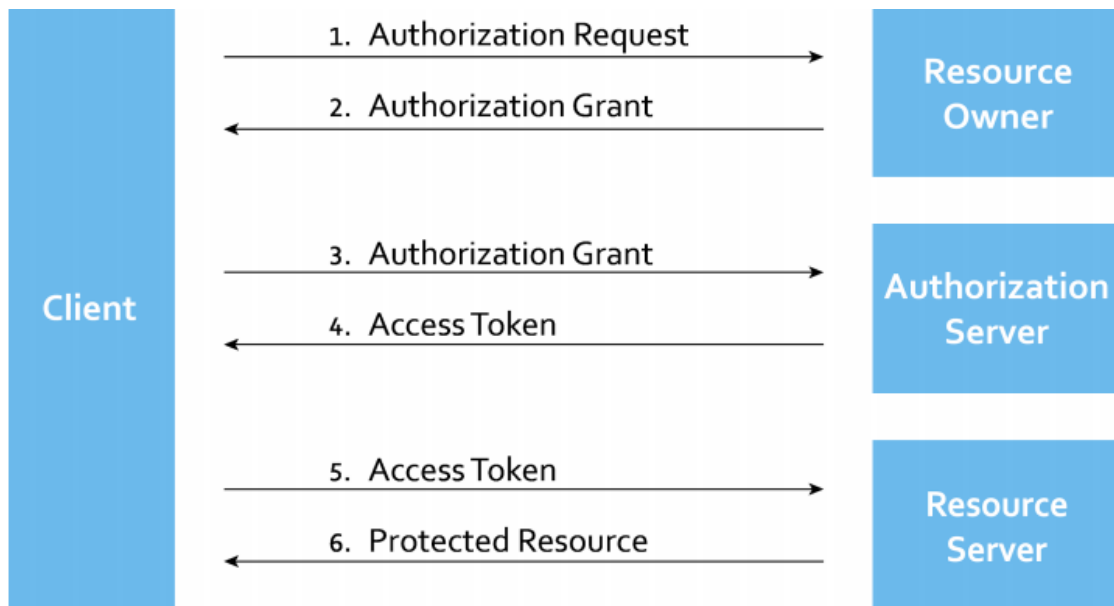 1. Authorization Request
2. Authorization Grant
Resource
Owner
3. Authorization Grant
4. Access Token
Client
Authorization
Server
5. Access Token
6. Protected Resource
Resource
Server